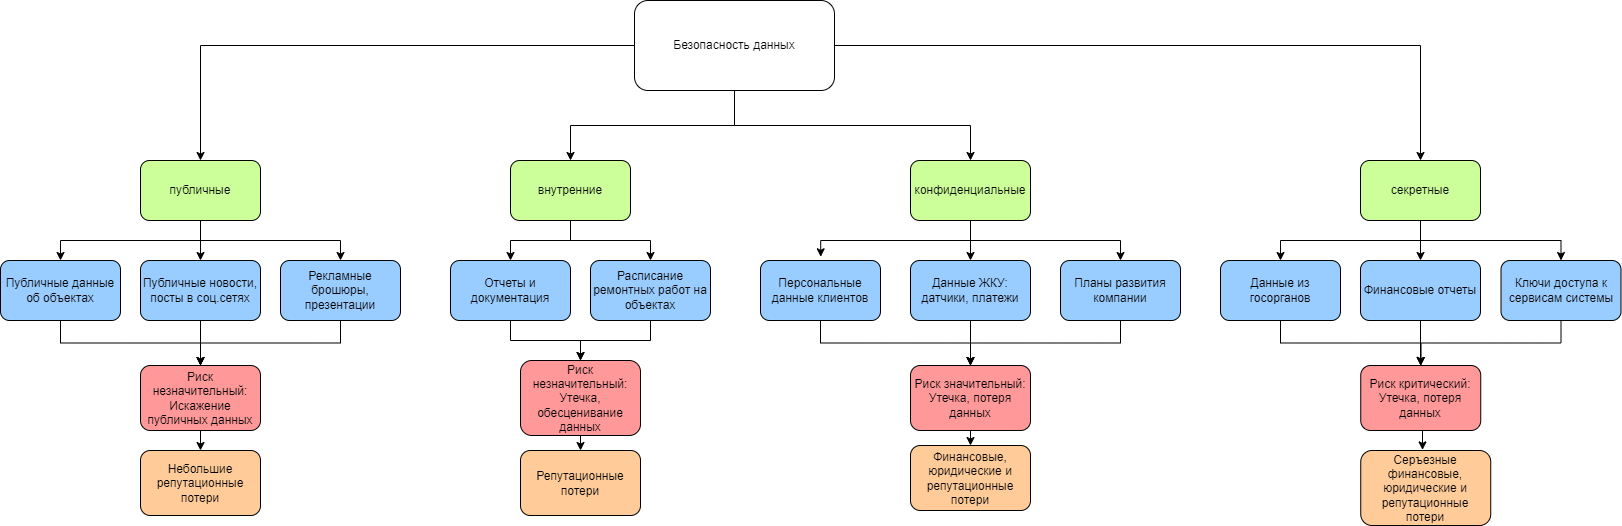 Безопасность данных
публичные
внутренние
конфиденциальные
секретные
Публичные данные
об объектах
Публичные новости,
посты в соц.сетях
Рекламные
брошюры,
презентации
Отчеты и
документация
Расписание
ремонтных работ на
объектах
Персональные
данные клиентов
Данные ЖКУ:
датчики, платежи
Планы развития
компании
Данные из
госорганов
Финансовые отчеты
Ключи доступа к
сервисам системы
Риск
незначительный:
Искажение
публичных данных
Риск
незначительный:
Утечка,
обесценивание
данных
Риск значительный:
Утечка, потеря
данных
Риск критический:
Утечка, потеря
данных
Небольшие
репутационные
потери
Репутационные
потери
Финансовые,
юридические и
репутационные
потери
Серъезные
финансовые,
юридические и
репутационные
потери